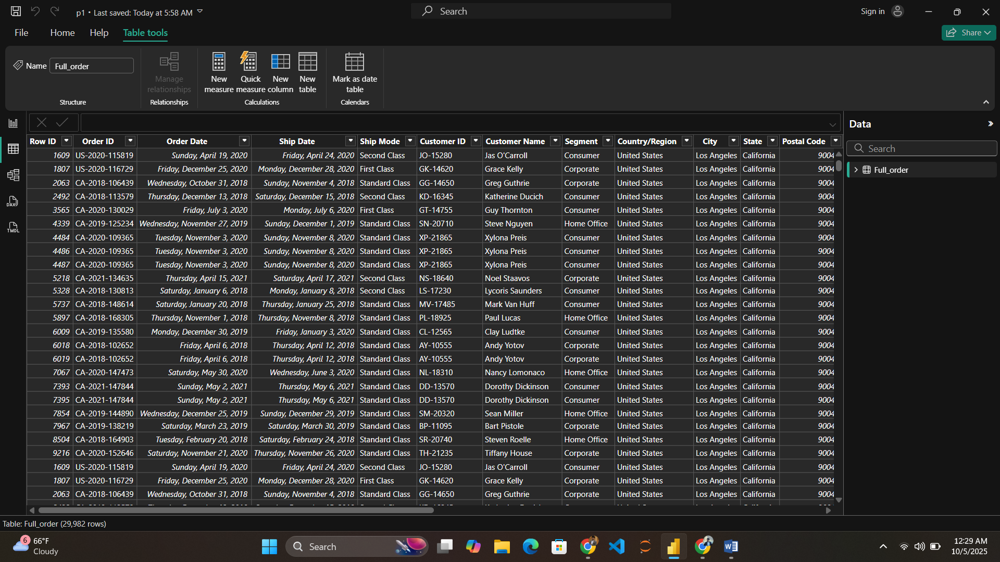 p1 • Last saved: Today at 5:58 AM
Search
Sign in
File Home Help Table tools
Share
Name Full_order
Structure
Manage relationships
Relationships
New measure
Quick measure
New column
New table
Calculations
Mark as date table
Calendars
Data
Search
Full_order
Row ID Order ID Order Date Ship Date Ship Mode Customer ID Customer Name Segment Country/Region City State Postal Code
1609 US-2020-115819 Sunday, April 19, 2020 Friday, April 24, 2020 Second Class JO-15280 Jas O'Carroll Consumer United States Los Angeles California 9004
1807 US-2020-116729 Friday, December 25, 2020 Monday, December 28, 2020 First Class GK-14620 Grace Kelly Corporate United States Los Angeles California 9004
2063 CA-2018-106439 Wednesday, October 31, 2018 Sunday, November 4, 2018 Standard Class GG-14650 Greg Guthrie Corporate United States Los Angeles California 9004
2492 CA-2018-113579 Thursday, December 13, 2018 Saturday, December 15, 2018 Second Class KD-16345 Katherine Ducich Consumer United States Los Angeles California 9004
3565 CA-2020-130029 Friday, July 3, 2020 Monday, July 6, 2020 First Class GT-14755 Guy Thornton Consumer United States Los Angeles California 9004
4339 CA-2019-125234 Wednesday, November 27, 2019 Sunday, December 1, 2019 Standard Class SN-20710 Steve Nguyen Home Office United States Los Angeles California 9004
4484 CA-2020-109365 Tuesday, November 3, 2020 Sunday, November 8, 2020 Standard Class XP-21865 Xylona Preis Consumer United States Los Angeles California 9004
4486 CA-2020-109365 Tuesday, November 3, 2020 Sunday, November 8, 2020 Standard Class XP-21865 Xylona Preis Consumer United States Los Angeles California 9004
4487 CA-2020-109365 Tuesday, November 3, 2020 Sunday, November 8, 2020 Standard Class XP-21865 Xylona Preis Consumer United States Los Angeles California 9004
5218 CA-2021-134635 Thursday, April 15, 2021 Saturday, April 17, 2021 Second Class NS-18640 Noel Staavos Corporate United States Los Angeles California 9004
5328 CA-2018-130813 Saturday, January 6, 2018 Monday, January 8, 2018 Second Class LS-17230 Lycoris Saunders Consumer United States Los Angeles California 9004
5737 CA-2018-148614 Saturday, January 20, 2018 Thursday, January 25, 2018 Standard Class MV-17485 Mark Van Huff Consumer United States Los Angeles California 9004
5897 CA-2018-168305 Thursday, November 1, 2018 Thursday, November 8, 2018 Standard Class PL-18925 Paul Lucas Home Office United States Los Angeles California 9004
6009 CA-2019-135580 Monday, December 30, 2019 Friday, January 3, 2020 Standard Class CL-12565 Clay Ludtke Consumer United States Los Angeles California 9004
6018 CA-2018-102652 Friday, April 6, 2018 Thursday, April 12, 2018 Standard Class AY-10555 Andy Yotov Corporate United States Los Angeles California 9004
6019 CA-2018-102652 Friday, April 6, 2018 Thursday, April 12, 2018 Standard Class AY-10555 Andy Yotov Corporate United States Los Angeles California 9004
7067 CA-2020-147473 Saturday, May 30, 2020 Wednesday, June 3, 2020 Standard Class NL-18310 Nancy Lomonaco Home Office United States Los Angeles California 9004
7393 CA-2021-147844 Sunday, May 2, 2021 Thursday, May 6, 2021 Standard Class DD-13570 Dorothy Dickinson Consumer United States Los Angeles California 9004
7395 CA-2021-147844 Sunday, May 2, 2021 Thursday, May 6, 2021 Standard Class DD-13570 Dorothy Dickinson Consumer United States Los Angeles California 9004
7854 CA-2019-144890 Wednesday, December 25, 2019 Sunday, December 29, 2019 Standard Class SM-20320 Sean Miller Home Office United States Los Angeles California 9004
7967 CA-2019-138219 Saturday, March 23, 2019 Saturday, March 30, 2019 Standard Class BP-11095 Bart Pistole Corporate United States Los Angeles California 9004
8504 CA-2018-164903 Tuesday, February 20, 2018 Saturday, February 24, 2018 Standard Class SR-20740 Steven Roelle Home Office United States Los Angeles California 9004
9216 CA-2020-152646 Saturday, November 21, 2020 Thursday, November 26, 2020 Standard Class TH-21235 Tiffany House Corporate United States Los Angeles California 9004
1609 US-2020-115819 Sunday, April 19, 2020 Friday, April 24, 2020 Second Class JO-15280 Jas O'Carroll Consumer United States Los Angeles California 9004
1807 US-2020-116729 Friday, December 25, 2020 Monday, December 28, 2020 First Class GK-14620 Grace Kelly Corporate United States Los Angeles California 9004
2063 CA-2018-106439 Wednesday, October 31, 2018 Sunday, November 4, 2018 Standard Class GG-14650 Greg Guthrie Corporate United States Los Angeles California 9004
DAX
TMDL
Table: Full_order (29,982 rows)
6
66°F
Cloudy
Search
12:29 AM
10/5/2025